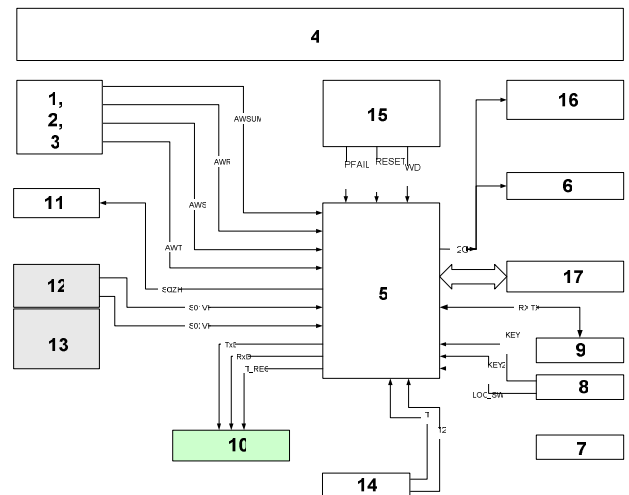 4
1,
2,
3
15
16
AWSUM
PFAIL
RESET
WD
AWR
6
11
AWS
AWT
5
17
12
13
RX TX
KEY
9
TxD
RxD
T_REC
KEY2
8
LOC_SW
10
7
14